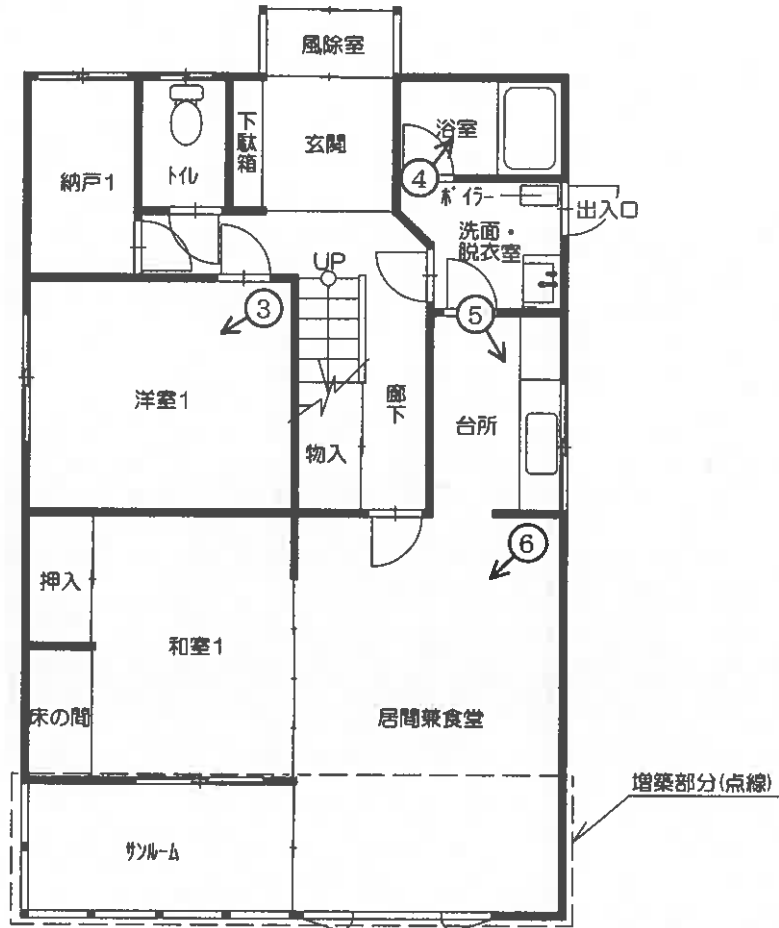 風除室
下駄箱
玄関
浴室
納戸1
トイレ
④
ボイラー
出入口
洗面・
脱衣室
UP
③
⑤
洋室1
廊下
台所
物入
⑥
押入
和室1
床の間
居間兼食堂
増築部分(点線)
サンルーム